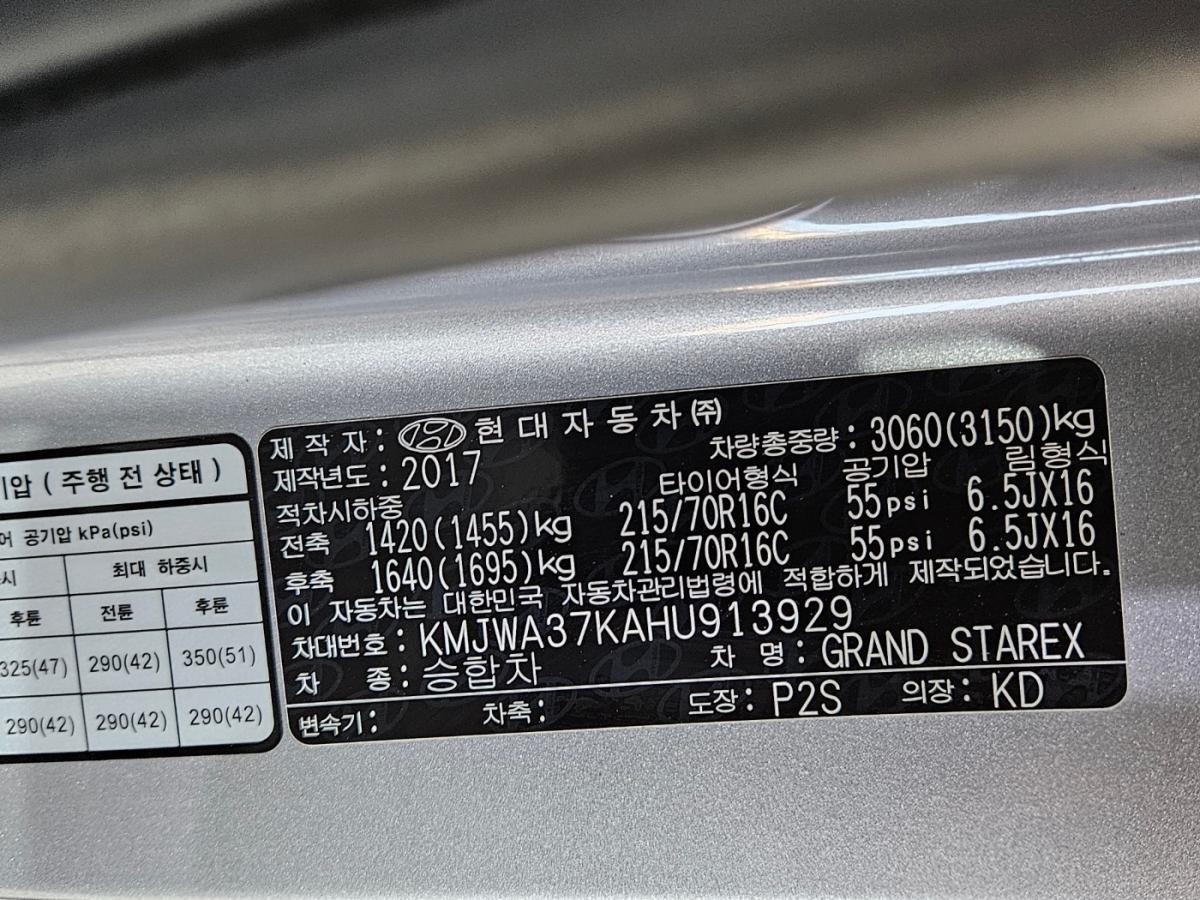 기압 ( 주행 전 상태 )
어 공기압 kPa(psi)
시 최대 하중시
후륜 전륜 후륜
325(47) 290(42) 350(51)
290(42) 290(42) 290(42)
제 작 자 : 현 대 자 동 차 ㈜
제작년도 : 2017 차량총중량 : 3060(3150)kg
적차시하중 타이어형식 공기압 림형식
전축 1420(1455)kg 215/70R16C 55psi 6.5JX16
후축 1640(1695)kg 215/70R16C 55psi 6.5JX16
이 자동차는 대한민국 자동차관리법령에 적합하게 제작되었습니다.
차대번호 : KMJWA37KAHU913929
차 종 : 승합차 차 명 : GRAND STAREX
변속기 : 차축 : 도장 : P2S 의장 : KD